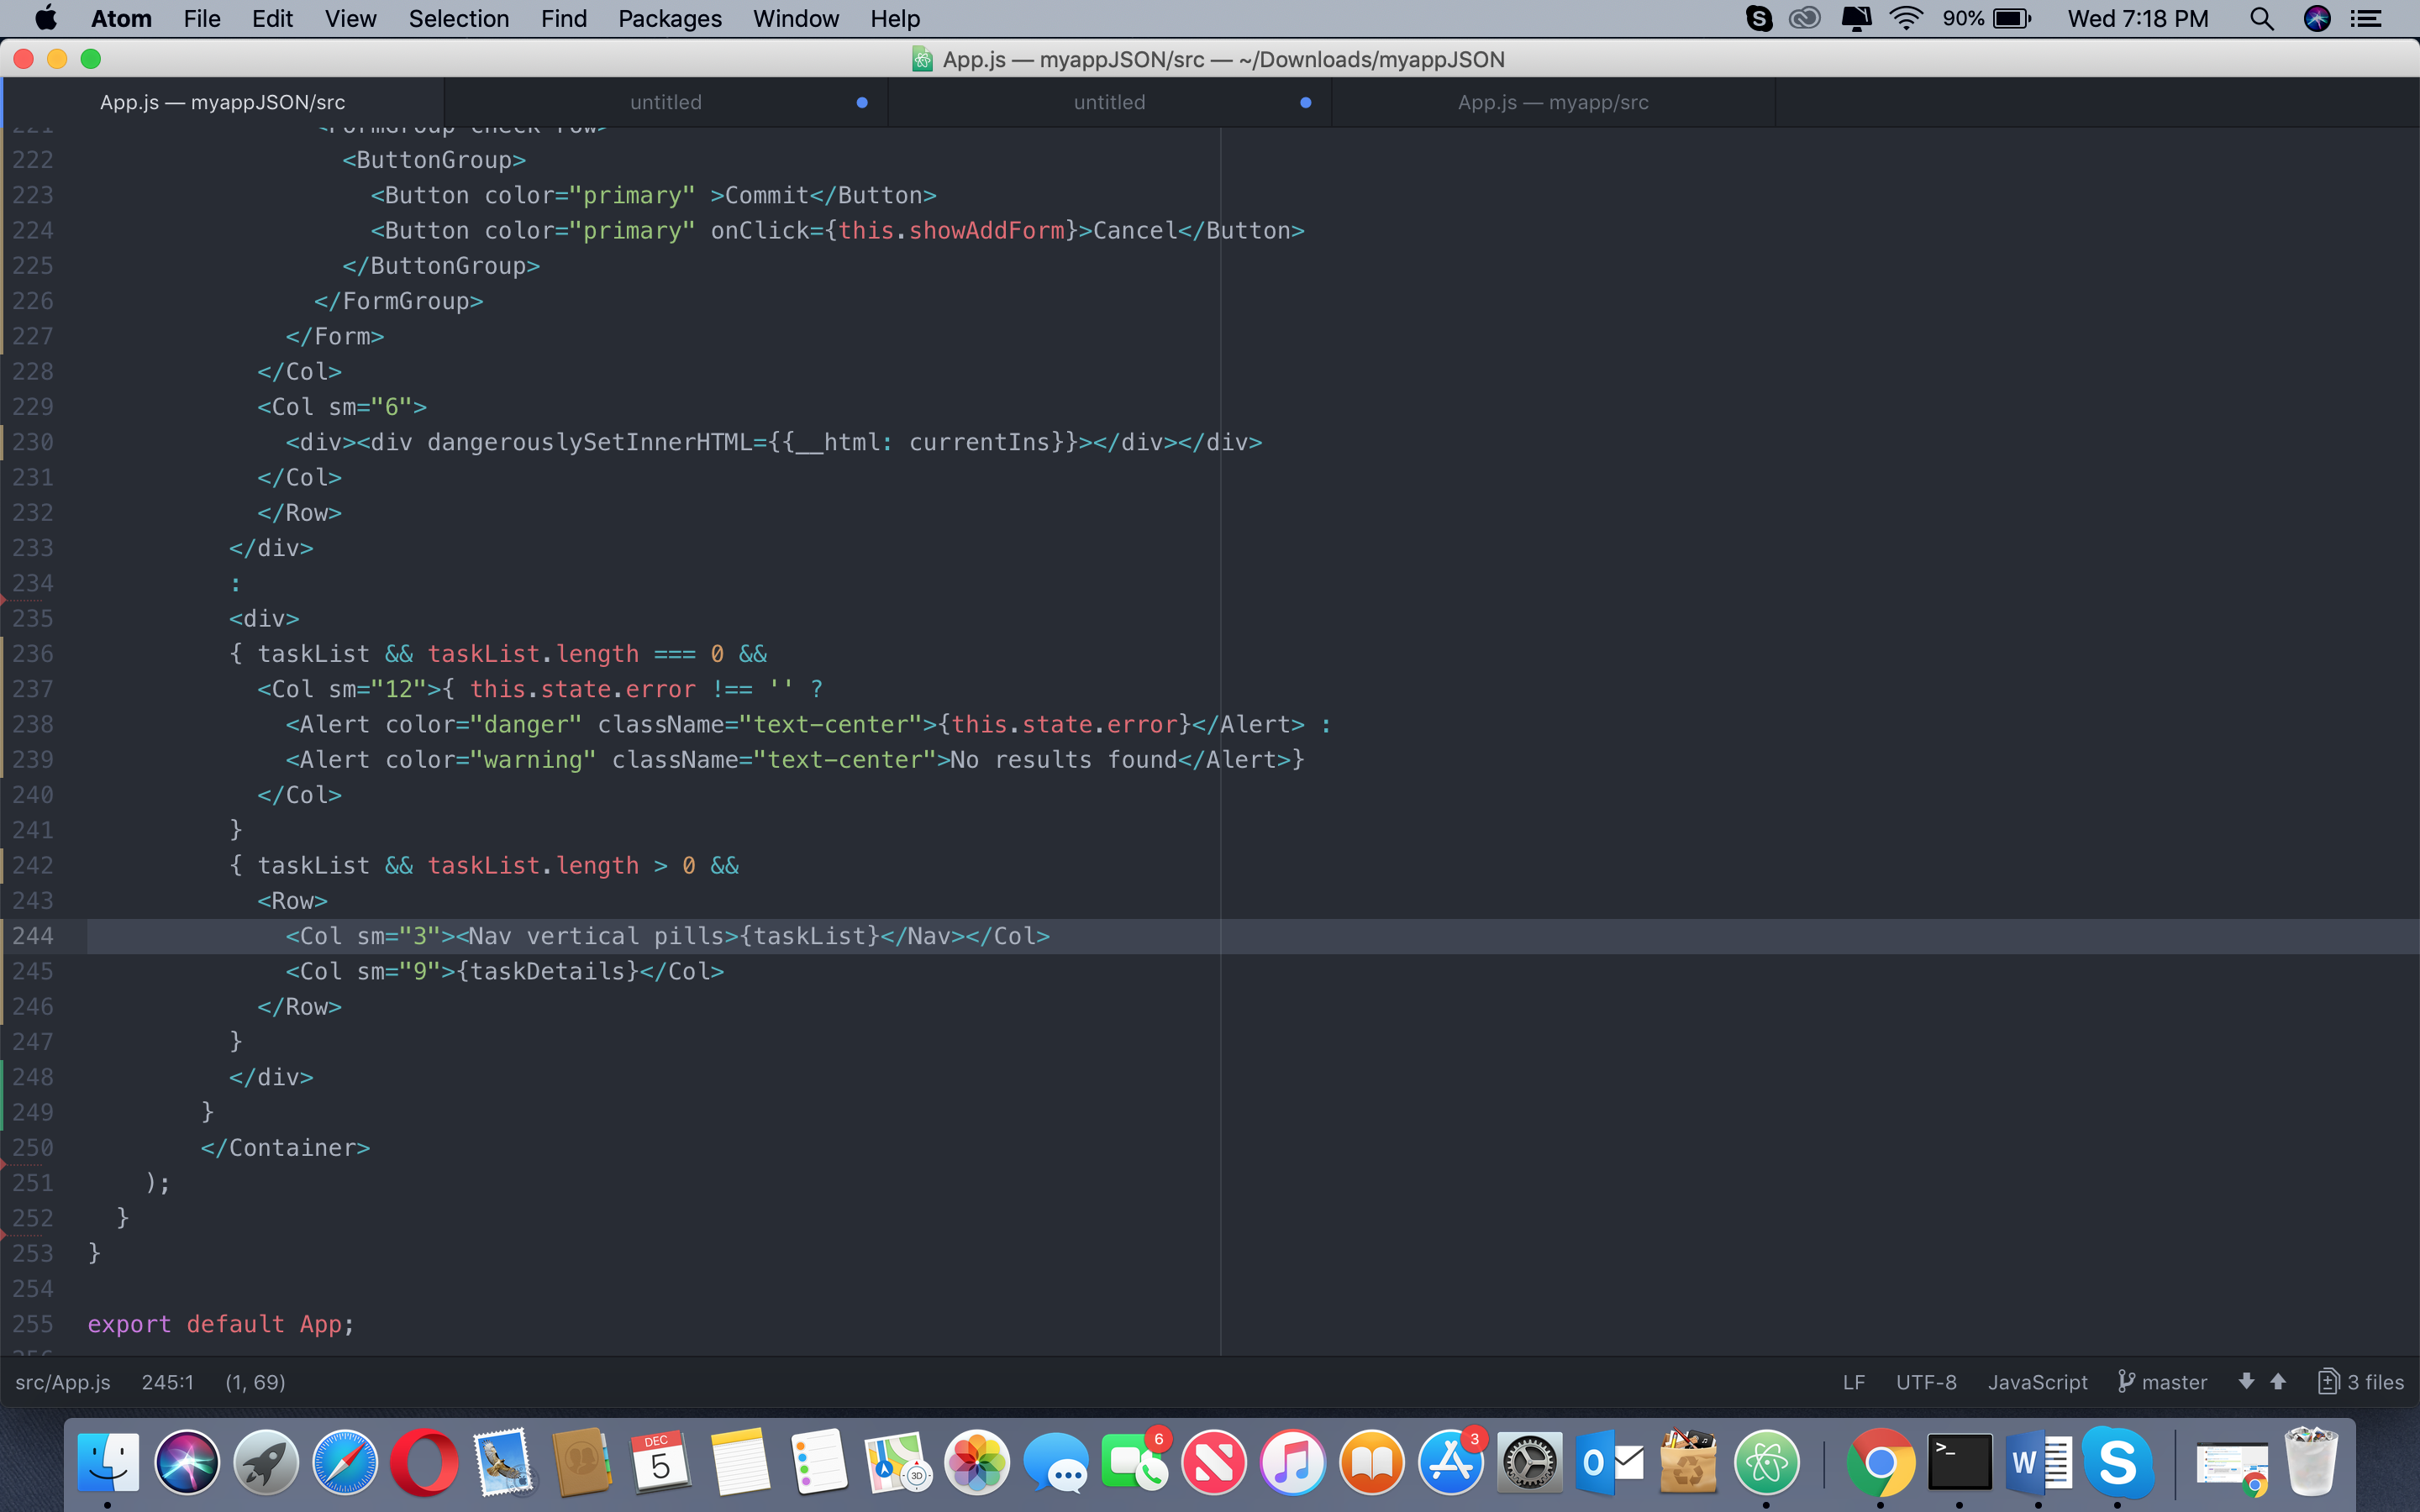 Atom File Edit View Selection Find Packages Window Help 90% Wed 7:18 PM
App.js — myappJSON/src — ~/Downloads/myappJSON
App.js — myappJSON/src untitled untitled App.js — myapp/src
221 <FormGroup check row>
222 <ButtonGroup>
223 <Button color="primary" >Commit</Button>
224 <Button color="primary" onClick={this.showAddForm}>Cancel</Button>
225 </ButtonGroup>
226 </FormGroup>
227 </Form>
228 </Col>
229 <Col sm="6">
230 <div><div dangerouslySetInnerHTML={{__html: currentIns}}></div></div>
231 </Col>
232 </Row>
233 </div>
234 :
235 <div>
236 { taskList && taskList.length === 0 &&
237 <Col sm="12">{ this.state.error !== '' ?
238 <Alert color="danger" className="text-center">{this.state.error}</Alert> :
239 <Alert color="warning" className="text-center">No results found</Alert>}
240 </Col>
241 }
242 { taskList && taskList.length > 0 &&
243 <Row>
244 <Col sm="3"><Nav vertical pills>{taskList}</Nav></Col>
245 <Col sm="9">{taskDetails}</Col>
246 </Row>
247 }
248 </div>
249 }
250 </Container>
251 );
252 }
253 }
254
255 export default App;
src/App.js 245:1 (1, 69) LF UTF-8 JavaScript master 3 files
DEC
5
3D
6
3
O
>_
W
S